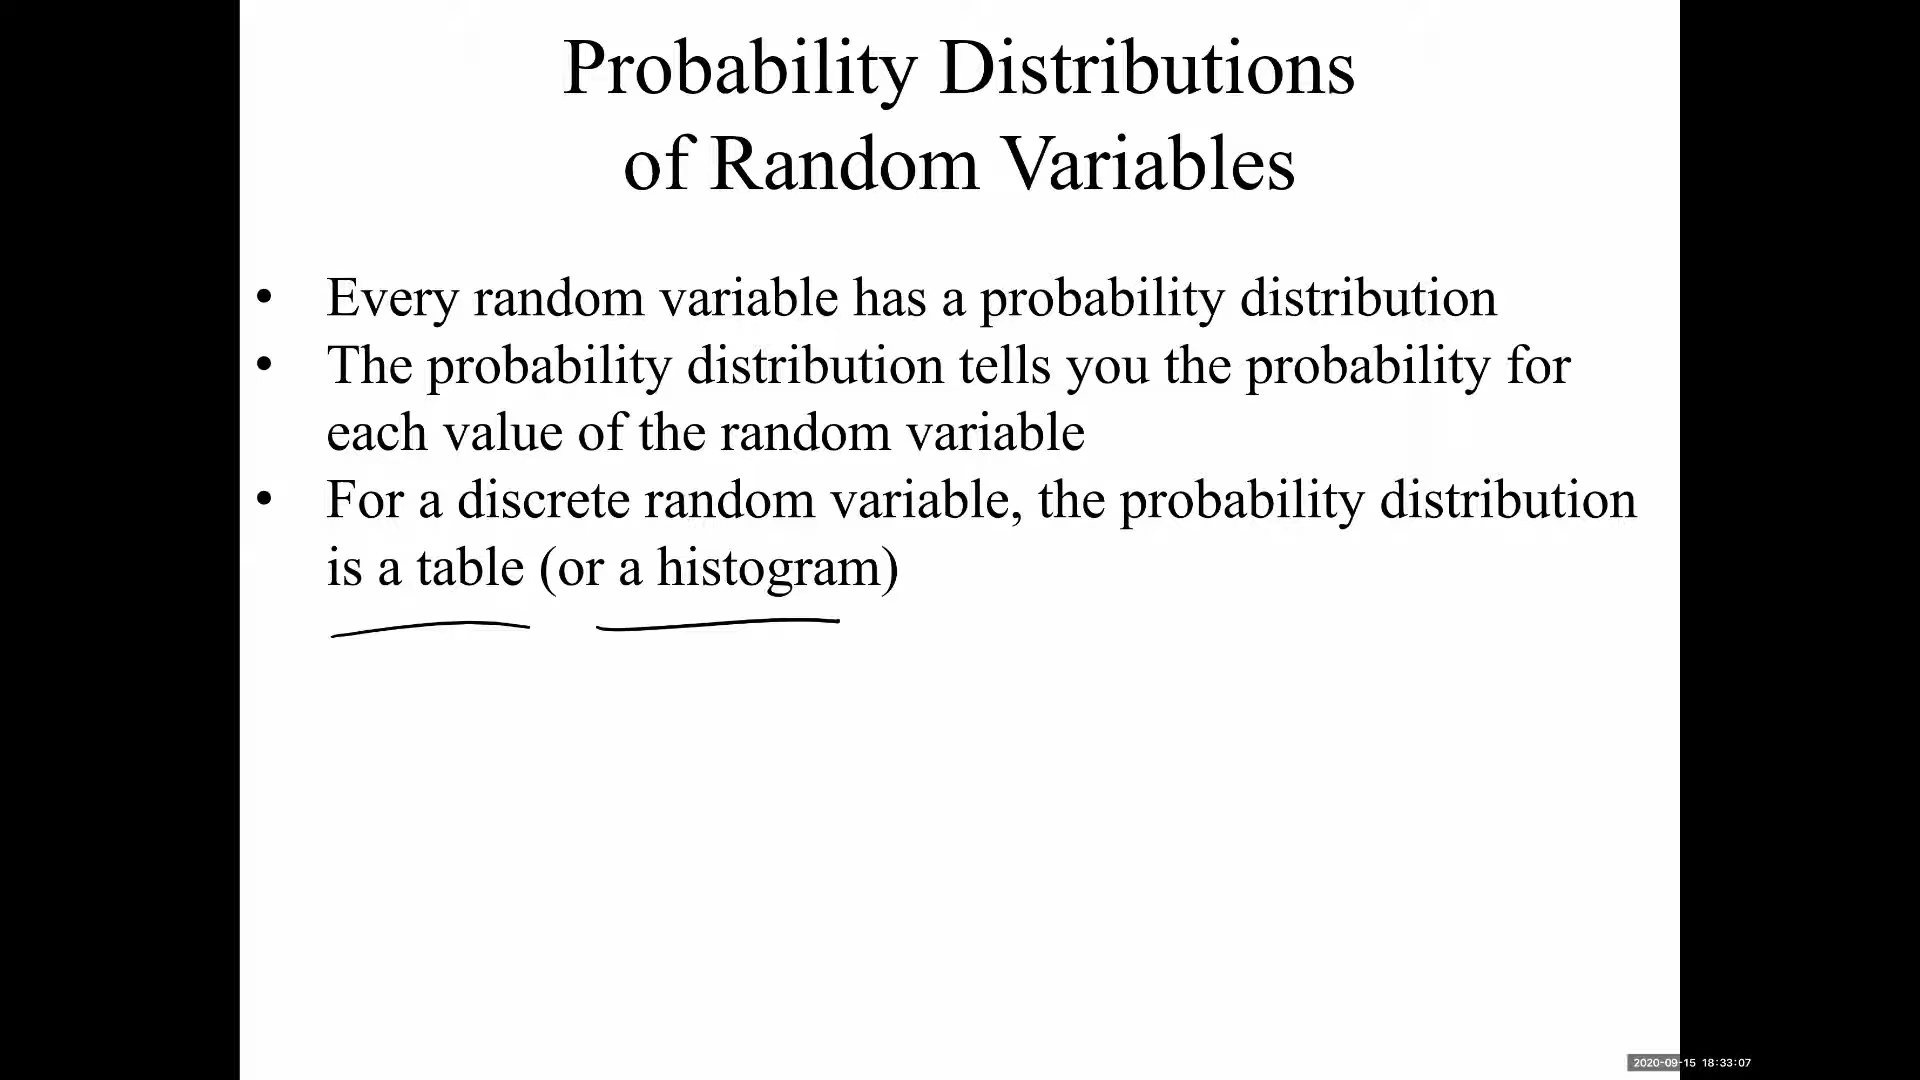 Probability Distributions
of Random Variables
• Every random variable has a probability distribution
• The probability distribution tells you the probability for
each value of the random variable
• For a discrete random variable, the probability distribution
is a table (or a histogram)
2020-09-15 18:33:07